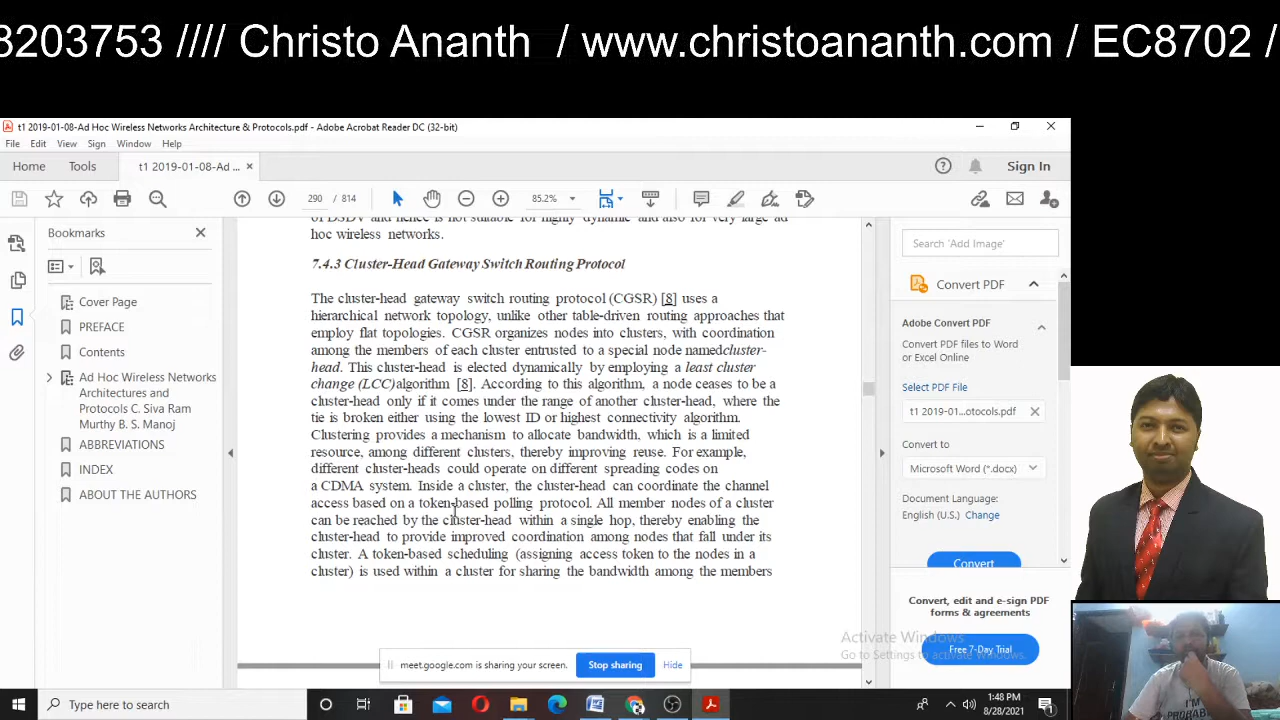 8203753 //// Christo Ananth / www.christoananth.com / EC8702 /
t1 2019-01-08-Ad Hoc Wireless Networks Architecture & Protocols.pdf - Adobe Acrobat Reader DC (32-bit)
File Edit View Sign Window Help
Home Tools t1 2019-01-08-Ad ... × Sign In
290 / 814 85.2%
Bookmarks
Cover Page
PREFACE
Contents
Ad Hoc Wireless Networks
Architectures and
Protocols C. Siva Ram
Murthy B. S. Manoj
ABBREVIATIONS
INDEX
ABOUT THE AUTHORS
of DSDV and hence is not suitable for highly dynamic and also for very large ad
hoc wireless networks.
7.4.3 Cluster-Head Gateway Switch Routing Protocol
The cluster-head gateway switch routing protocol (CGSR) [8] uses a
hierarchical network topology, unlike other table-driven routing approaches that
employ flat topologies. CGSR organizes nodes into clusters, with coordination
among the members of each cluster entrusted to a special node namedcluster-
head. This cluster-head is elected dynamically by employing a least cluster
change (LCC)algorithm [8]. According to this algorithm, a node ceases to be a
cluster-head only if it comes under the range of another cluster-head, where the
tie is broken either using the lowest ID or highest connectivity algorithm.
Clustering provides a mechanism to allocate bandwidth, which is a limited
resource, among different clusters, thereby improving reuse. For example,
different cluster-heads could operate on different spreading codes on
a CDMA system. Inside a cluster, the cluster-head can coordinate the channel
access based on a token-based polling protocol. All member nodes of a cluster
can be reached by the cluster-head within a single hop, thereby enabling the
cluster-head to provide improved coordination among nodes that fall under its
cluster. A token-based scheduling (assigning access token to the nodes in a
cluster) is used within a cluster for sharing the bandwidth among the members
Search 'Add Image'
Convert PDF
Adobe Convert PDF
Convert PDF files to Word
or Excel Online
Select PDF File
t1 2019-01...otocols.pdf
Convert to
Microsoft Word (*.docx)
Document Language:
English (U.S.) Change
Convert
Convert, edit and e-sign PDF
forms & agreements
Free 7-Day Trial
Activate Windows
Go to Settings to activate Windows.
meet.google.com is sharing your screen. Stop sharing Hide
Type here to search
1:48 PM
8/28/2021
I'M